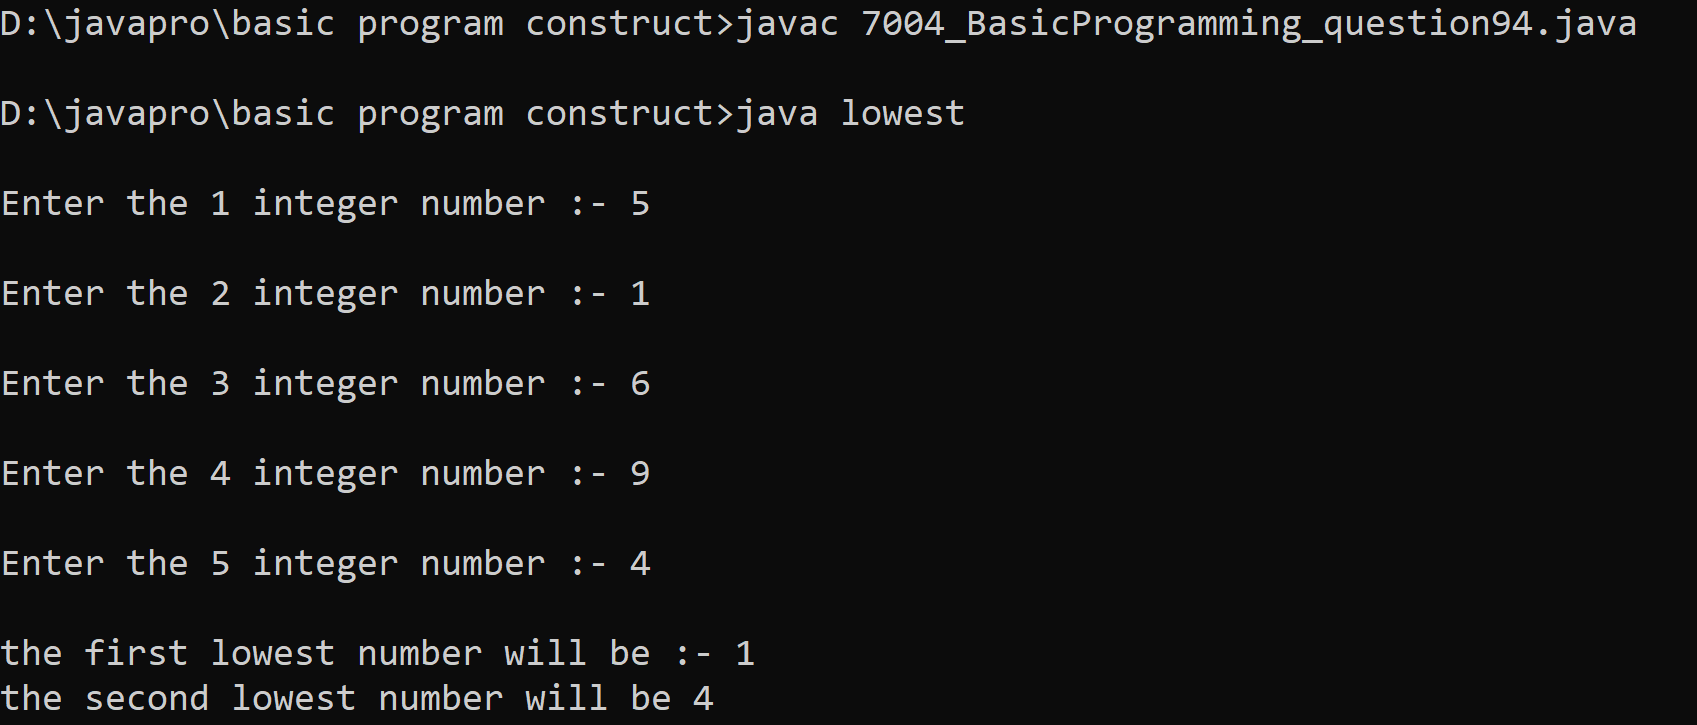 D:\javapro\basic program construct>javac 7004_BasicProgramming_question94.java
D:\javapro\basic program construct>java lowest
Enter the 1 integer number :- 5
Enter the 2 integer number :- 1
Enter the 3 integer number :- 6
Enter the 4 integer number :- 9
Enter the 5 integer number :- 4
the first lowest number will be :- 1
the second lowest number will be 4